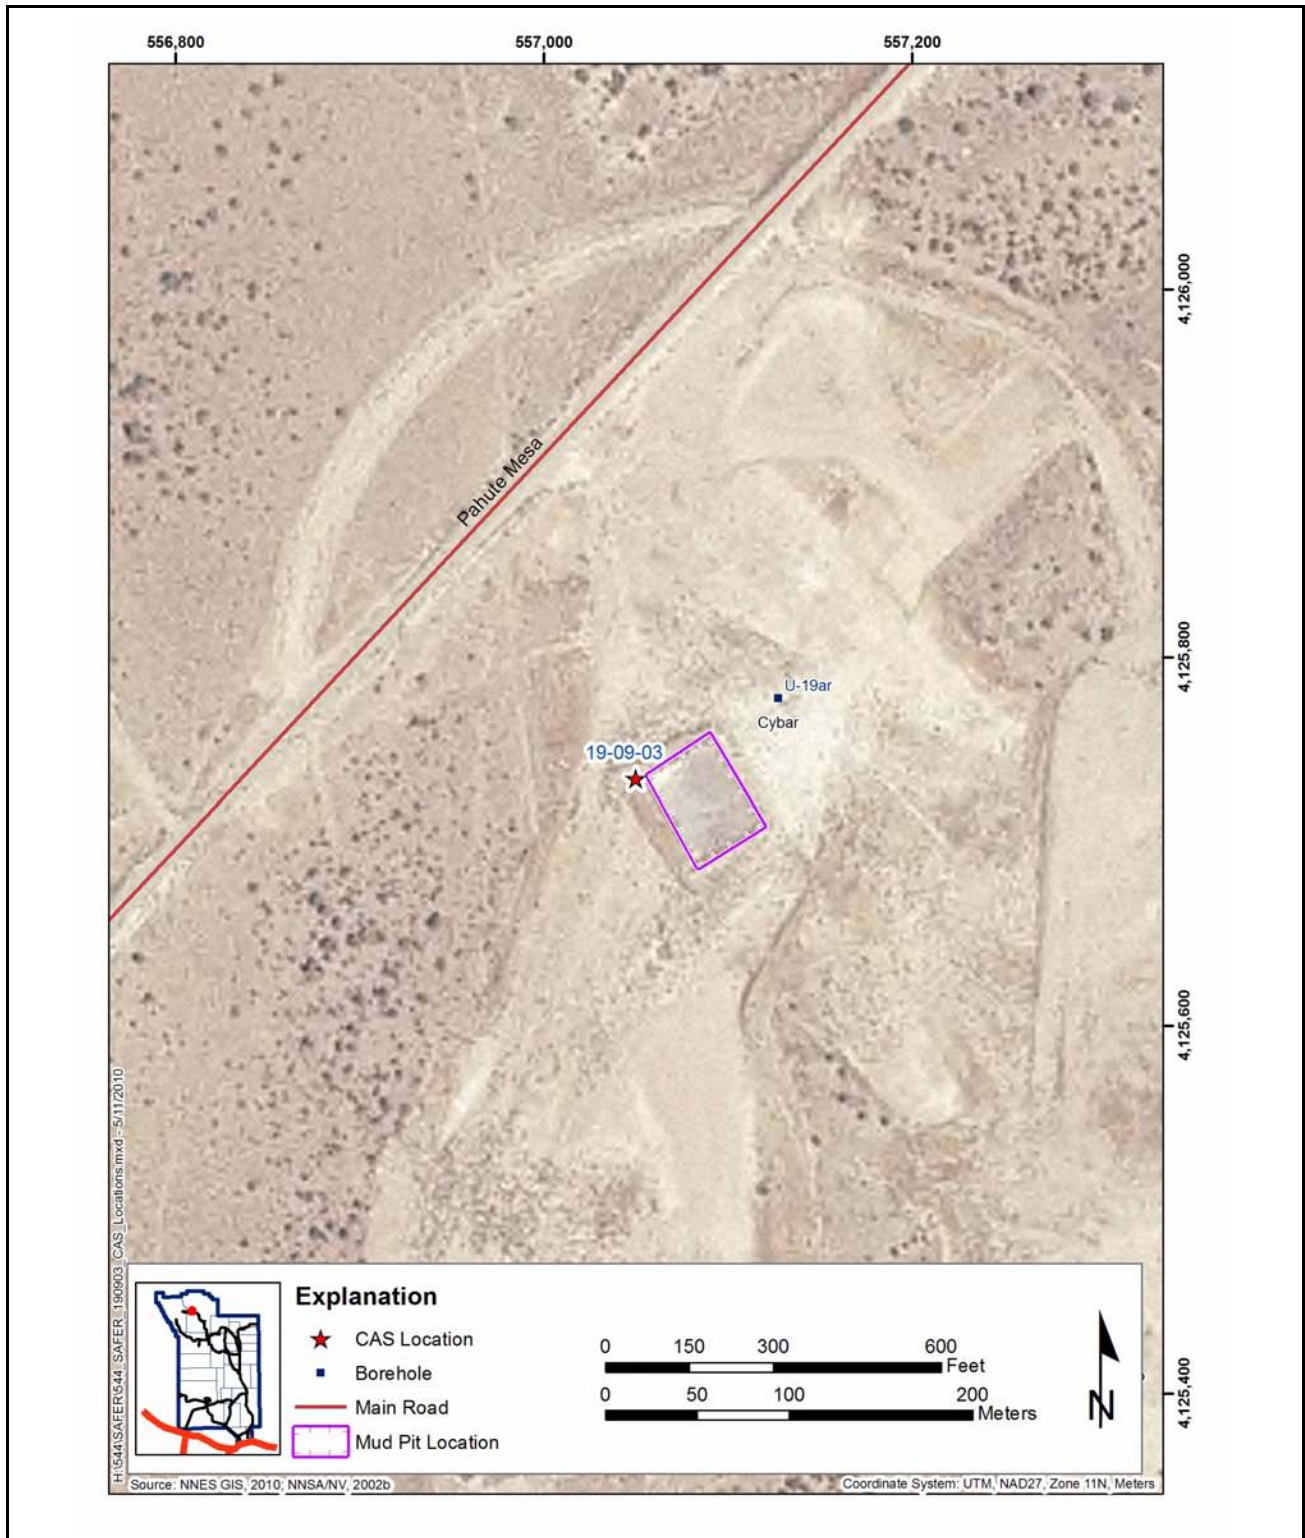 556,800
557,000
557,200
4,126,000
Pahute Mesa
4,125,800
U-19ar
Cybar
19-09-03
4,125,600
H:\544\SAFER\544_SAFER_190903_CAS_Locations.mxd - 5/11/2010
Explanation
CAS Location
Borehole
Main Road
Mud Pit Location
0 150 300 600
Feet
0 50 100 200
Meters
N
4,125,400
Source: NNES GIS, 2010; NNSA/NV, 2002b
Coordinate System: UTM, NAD27, Zone 11N, Meters